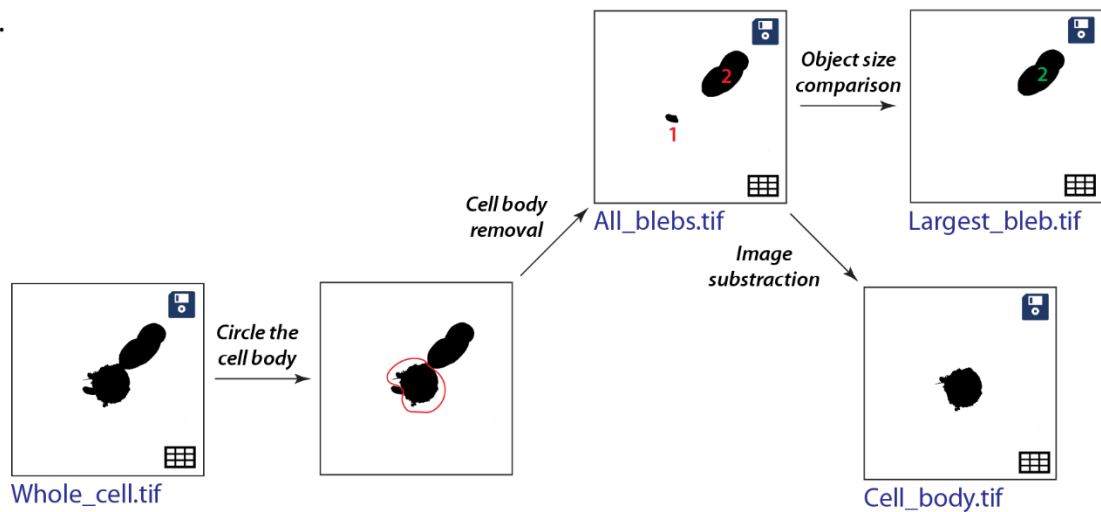 .
2
1
All_blebs.tif
Object size
comparison
2
Largest_bleb.tif
Cell body
removal
Image
substraction
Whole_cell.tif
Circle the
cell body
Cell_body.tif